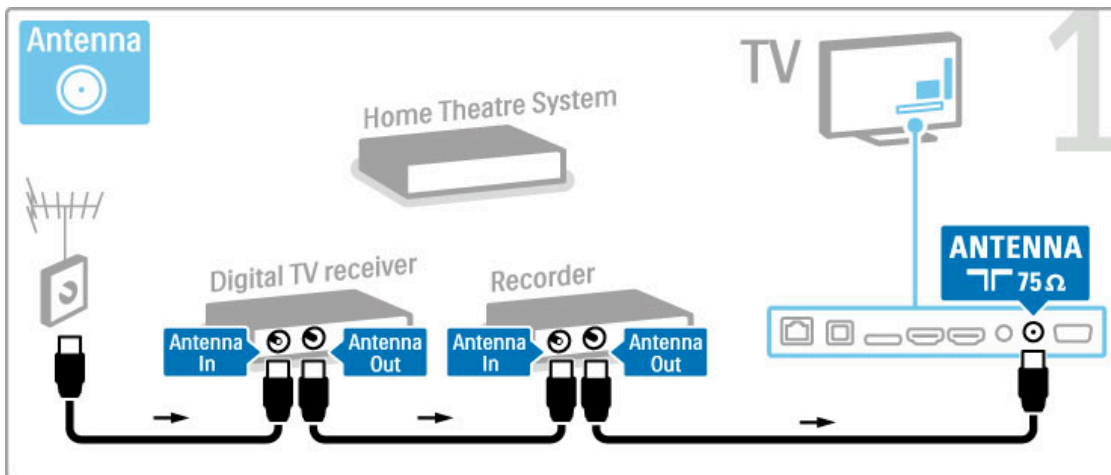 Antenna
TV
1
Home Theatre System
Digital TV receiver
Recorder
ANTENNA
75 Ω
Antenna
In
Antenna
Out
Antenna
In
Antenna
Out